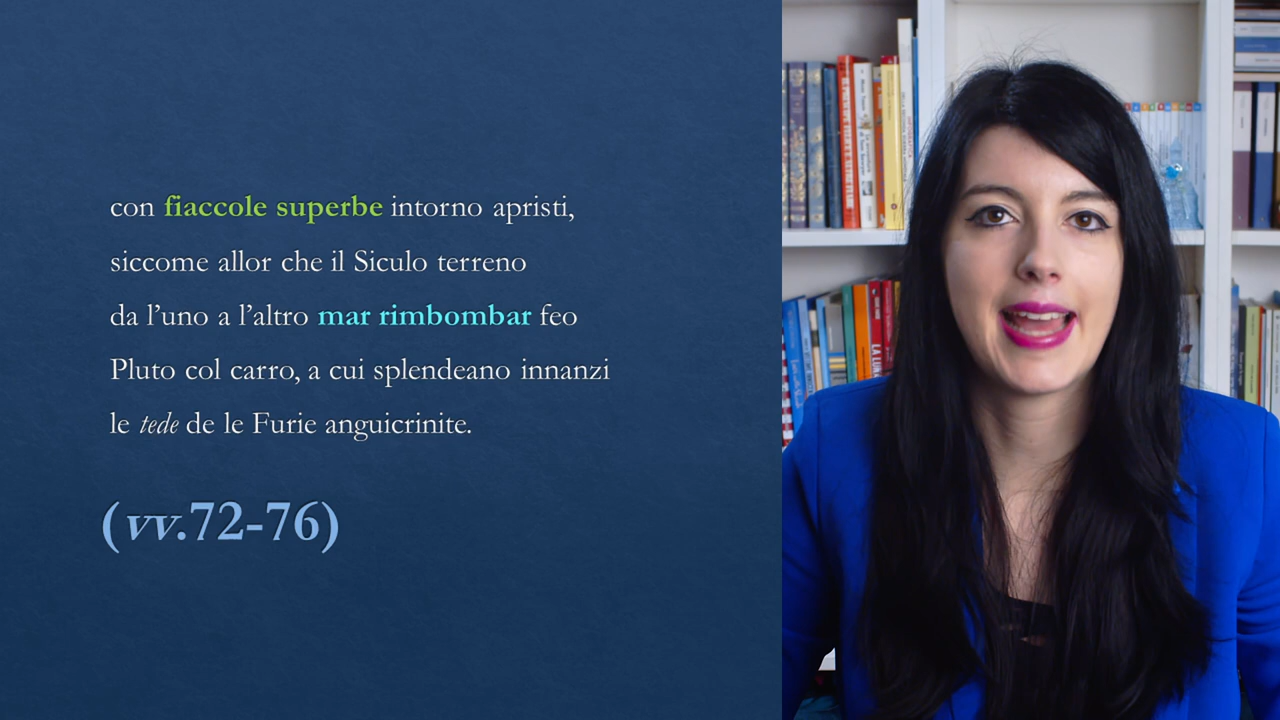 con fiaccole superbe intorno apristi,
siccome allor che il Siculo terreno
da l’uno a l’altro mar rimbombar feo
Pluto col carro, a cui splendeano innanzi
le tede de le Furie anguicrinite.
(vv.72-76)